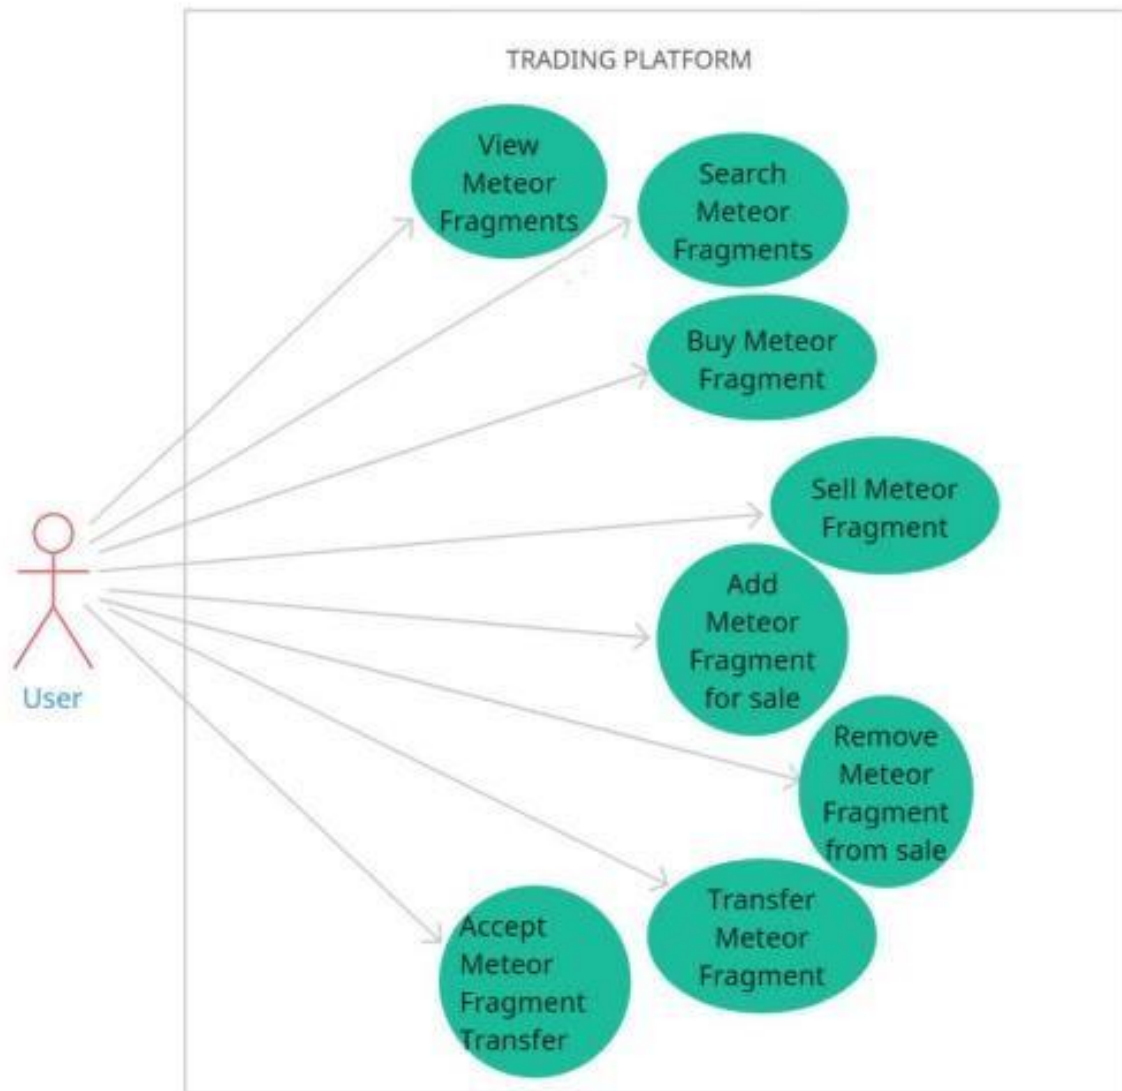 TRADING PLATFORM
View
Meteor
Fragments
Search
Meteor
Fragments
Buy Meteor
Fragment
Sell Meteor
Fragment
Add
Meteor
Fragment
for sale
User
Remove
Meteor
Fragment
from sale
Transfer
Meteor
Fragment
Accept
Meteor
Fragment
Transfer